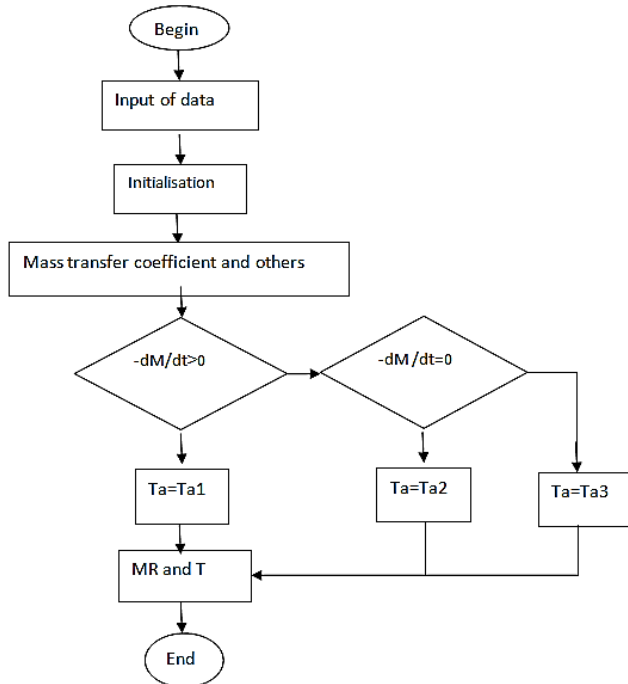 Begin
Input of data
Initialisation
Mass transfer coefficient and others
-dM/dt>0
-dM/dt=0
Ta=Ta1
Ta=Ta2
Ta=Ta3
MR and T
End